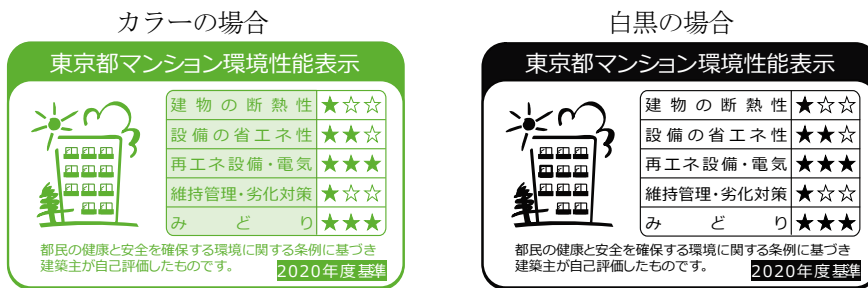 カラーの場合
東京都マンション環境性能表示
建物の断熱性 ★☆☆
設備の省エネ性 ★★☆
再エネ設備・電気 ★★★
維持管理・劣化対策 ★☆☆
みどり ★★★
都民の健康と安全を確保する環境に関する条例に基づき
建築主が自己評価したものです。
2020年度基準
白黒の場合
東京都マンション環境性能表示
建物の断熱性 ★☆☆
設備の省エネ性 ★★☆
再エネ設備・電気 ★★★
維持管理・劣化対策 ★☆☆
みどり ★★★
都民の健康と安全を確保する環境に関する条例に基づき
建築主が自己評価したものです。
2020年度基準